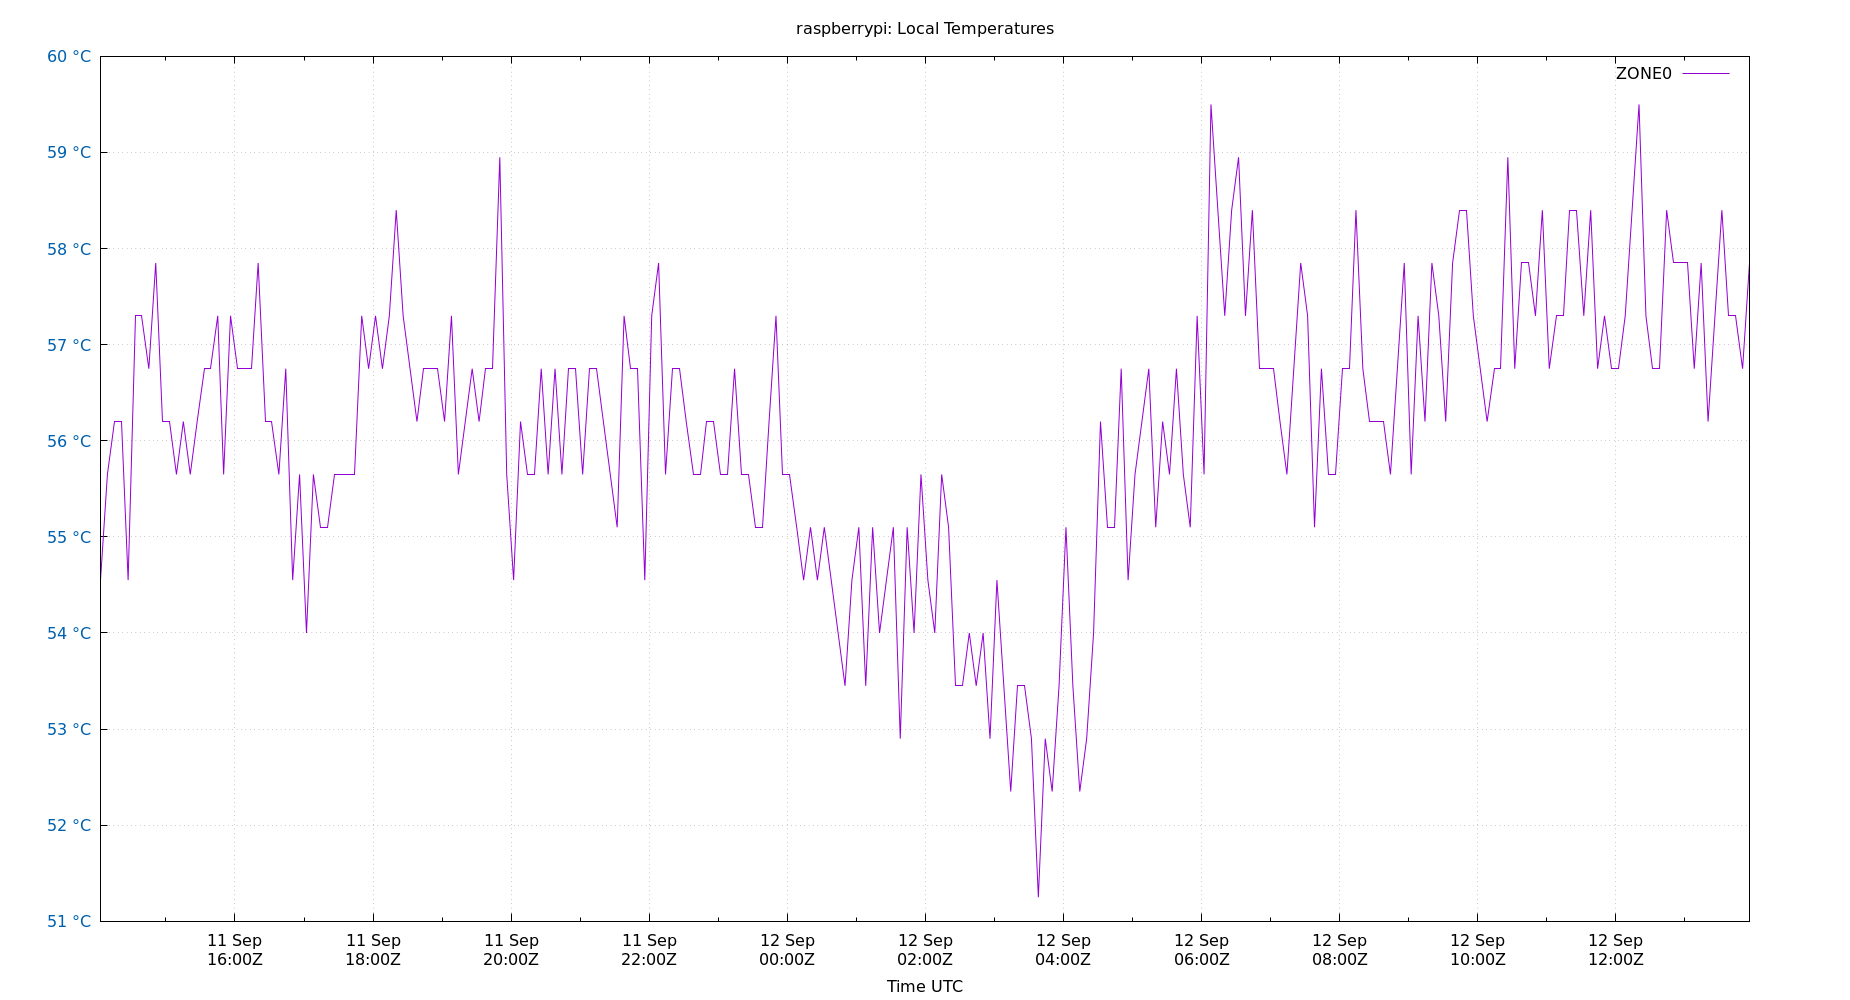 raspberrypi: Local Temperatures
60 °C
ZONE0
59 °C
58 °C
57 °C
56 °C
55 °C
54 °C
53 °C
52 °C
51 °C
11 Sep 11 Sep 11 Sep 11 Sep 12 Sep 12 Sep 12 Sep 12 Sep 12 Sep 12 Sep 12 Sep
16:00Z 18:00Z 20:00Z 22:00Z 00:00Z 02:00Z 04:00Z 06:00Z 08:00Z 10:00Z 12:00Z
Time UTC